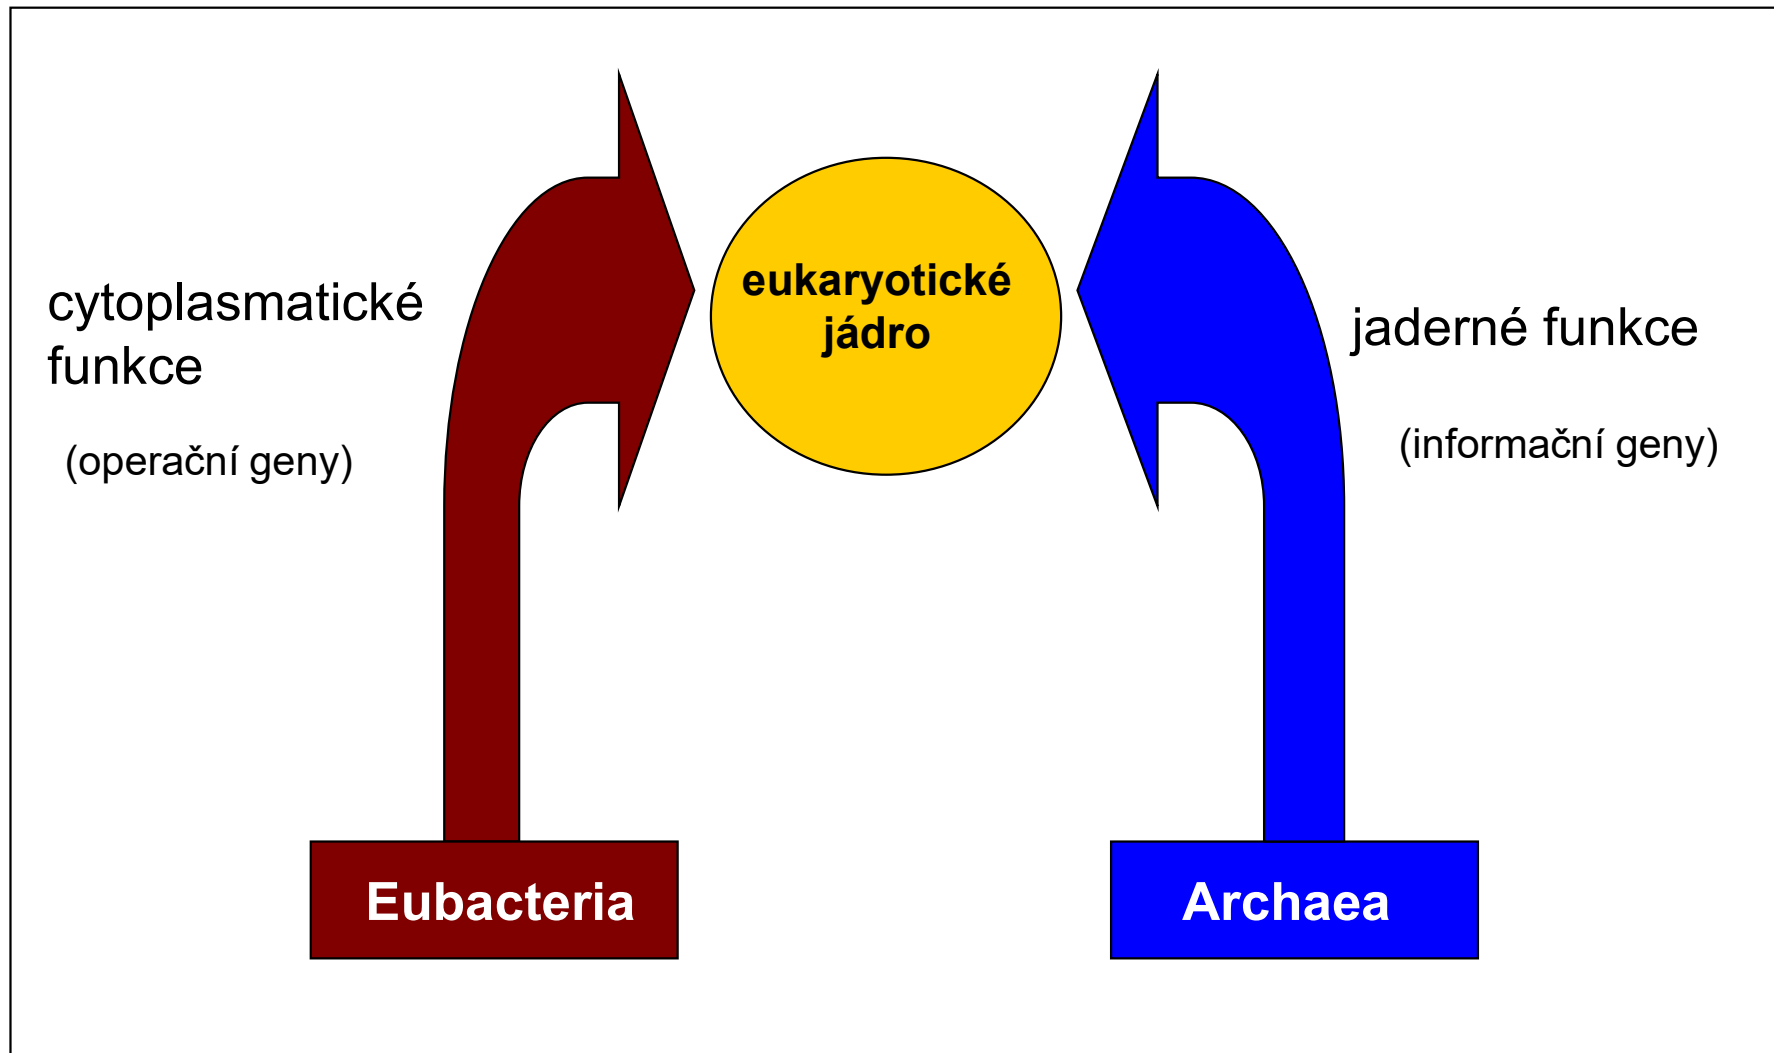 cytoplasmatické
funkce
(operační geny)
eukaryotické
jádro
jaderné funkce
(informační geny)
Eubacteria
Archaea